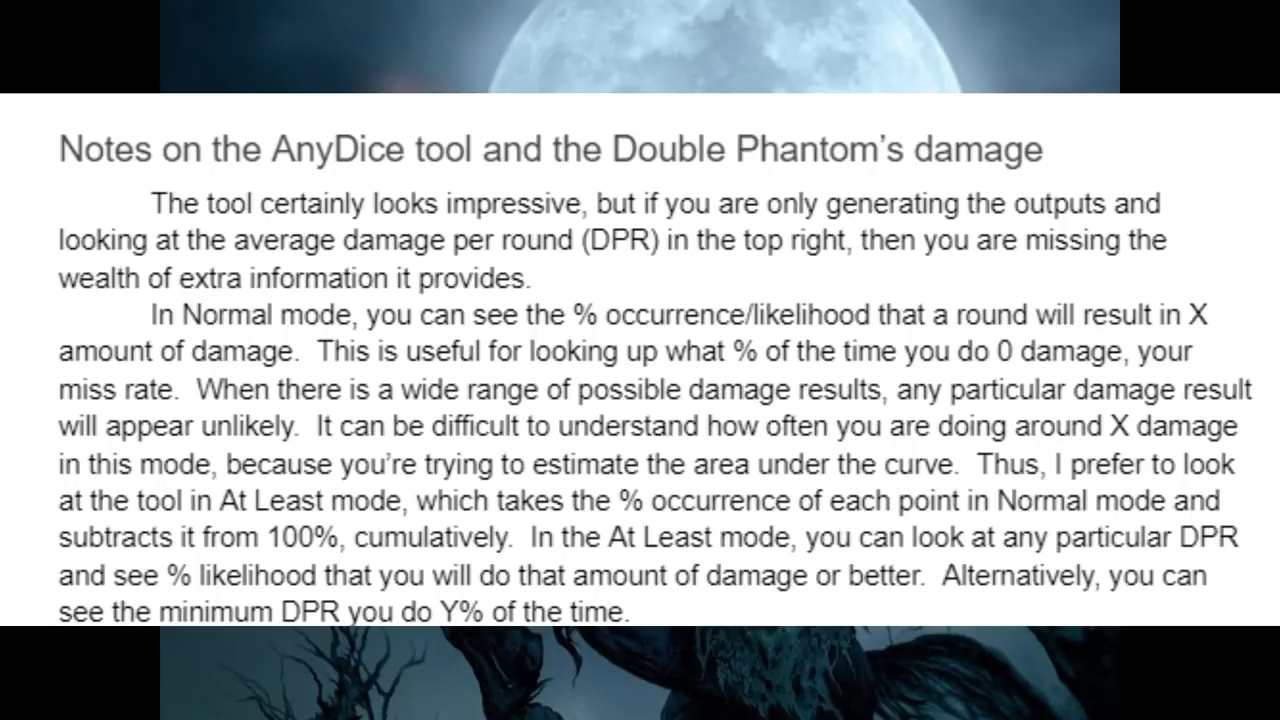 Notes on the AnyDice tool and the Double Phantom's damage
The tool certainly looks impressive, but if you are only generating the outputs and
looking at the average damage per round (DPR) in the top right, then you are missing the
wealth of extra information it provides.
In Normal mode, you can see the % occurrence/likelihood that a round will result in X
amount of damage.  This is useful for looking up what % of the time you do 0 damage, your
miss rate.  When there is a wide range of possible damage results, any particular damage result
will appear unlikely.  It can be difficult to understand how often you are doing around X damage
in this mode, because you're trying to estimate the area under the curve.  Thus, I prefer to look
at the tool in At Least mode, which takes the % occurrence of each point in Normal mode and
subtracts it from 100%, cumulatively.  In the At Least mode, you can look at any particular DPR
and see % likelihood that you will do that amount of damage or better.  Alternatively, you can
see the minimum DPR you do Y% of the time.